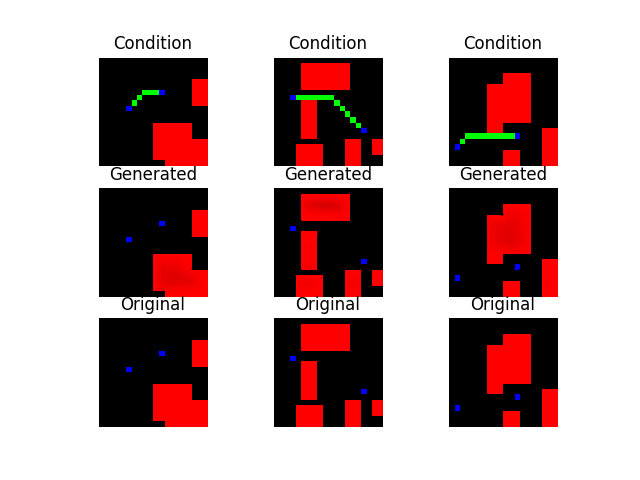 Condition Condition Condition
Generated Generated Generated
Original Original Original